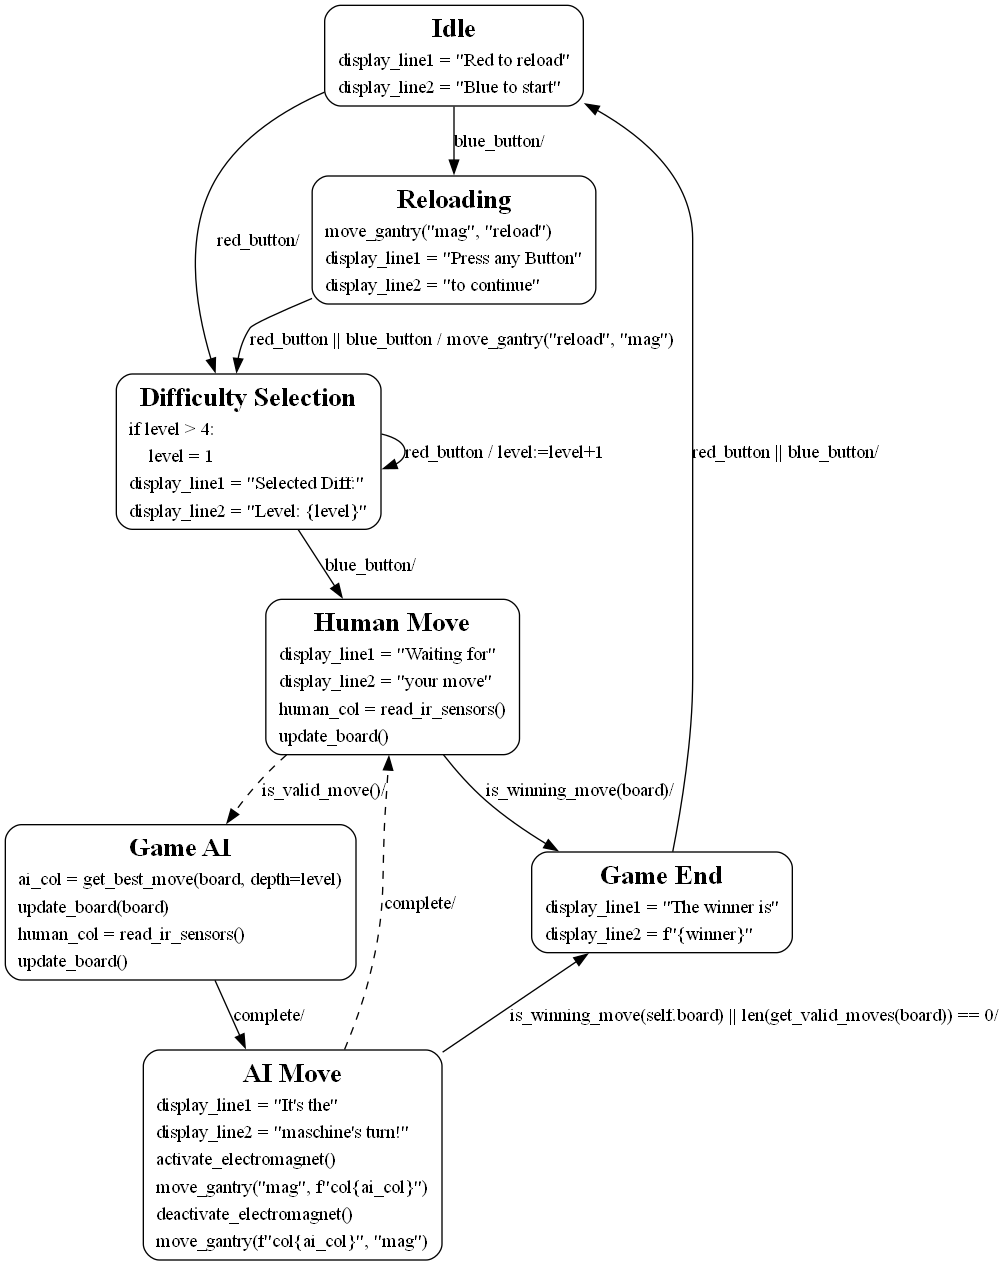 Idle
display_line1 = "Red to reload"
display_line2 = "Blue to start"
blue_button/
Reloading
move_gantry("mag", "reload")
display_line1 = "Press any Button"
display_line2 = "to continue"
red_button/
red_button || blue_button / move_gantry("reload", "mag")
Difficulty Selection
if level > 4:
level = 1
display_line1 = "Selected Diff:"
display_line2 = "Level: {level}"
red_button / level:=level+1
red_button || blue_button/
blue_button/
Human Move
display_line1 = "Waiting for"
display_line2 = "your move"
human_col = read_ir_sensors()
update_board()
is_valid_move()/
is_winning_move(board)/
Game AI
ai_col = get_best_move(board, depth=level)
update_board(board)
human_col = read_ir_sensors()
update_board()
complete/
Game End
display_line1 = "The winner is"
display_line2 = f"{winner}"
complete/
is_winning_move(self.board) || len(get_valid_moves(board)) == 0/
AI Move
display_line1 = "It's the"
display_line2 = "maschine's turn!"
activate_electromagnet()
move_gantry("mag", f"col{ai_col}")
deactivate_electromagnet()
move_gantry(f"col{ai_col}", "mag")